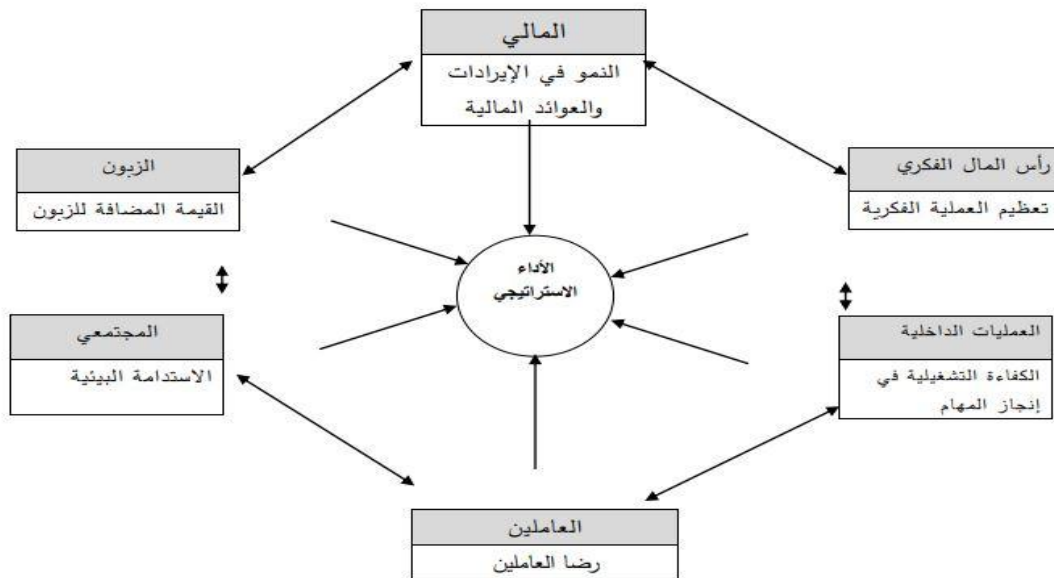 المالي
النمو في الإيرادات
والعوائد المالية
رأس المال الفكري
تعظيم العملية الفكرية
الزبون
القيمة المضافة للزبون
الأداء
الاستراتيجي
العمليات الداخلية
الكفاءة التشغيلية في
إنجاز المهام
المجتمعي
الاستدامة البيئية
العاملين
رضا العاملين